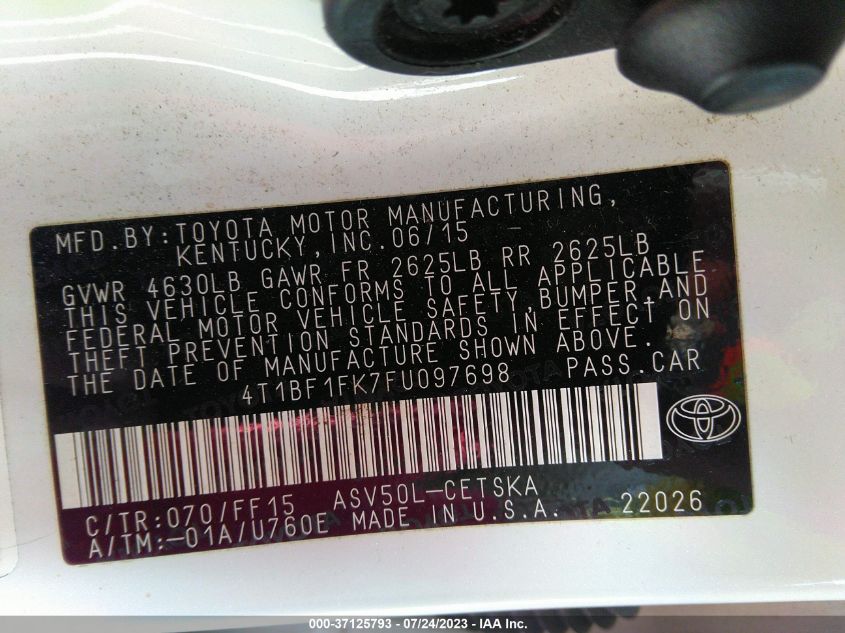 MFD.BY:TOYOTA MOTOR MANUFACTURING,
KENTUCKY,INC.06/15
GVWR 4630LB GAWR FR 2625LB RR 2625LB
THIS VEHICLE CONFORMS TO ALL APPLICABLE
FEDERAL MOTOR VEHICLE SAFETY,BUMPER,AND
THEFT PREVENTION STANDARDS IN EFFECT ON
THE DATE OF MANUFACTURE SHOWN ABOVE.
4T1BF1FK7FU097698 PASS.CAR
C/TR:070/FF15 ASV50L-CETSKA
A/TM:-01A/U760E MADE IN U.S.A. 22026
000-37125793 - 07/24/2023 - IAA Inc.